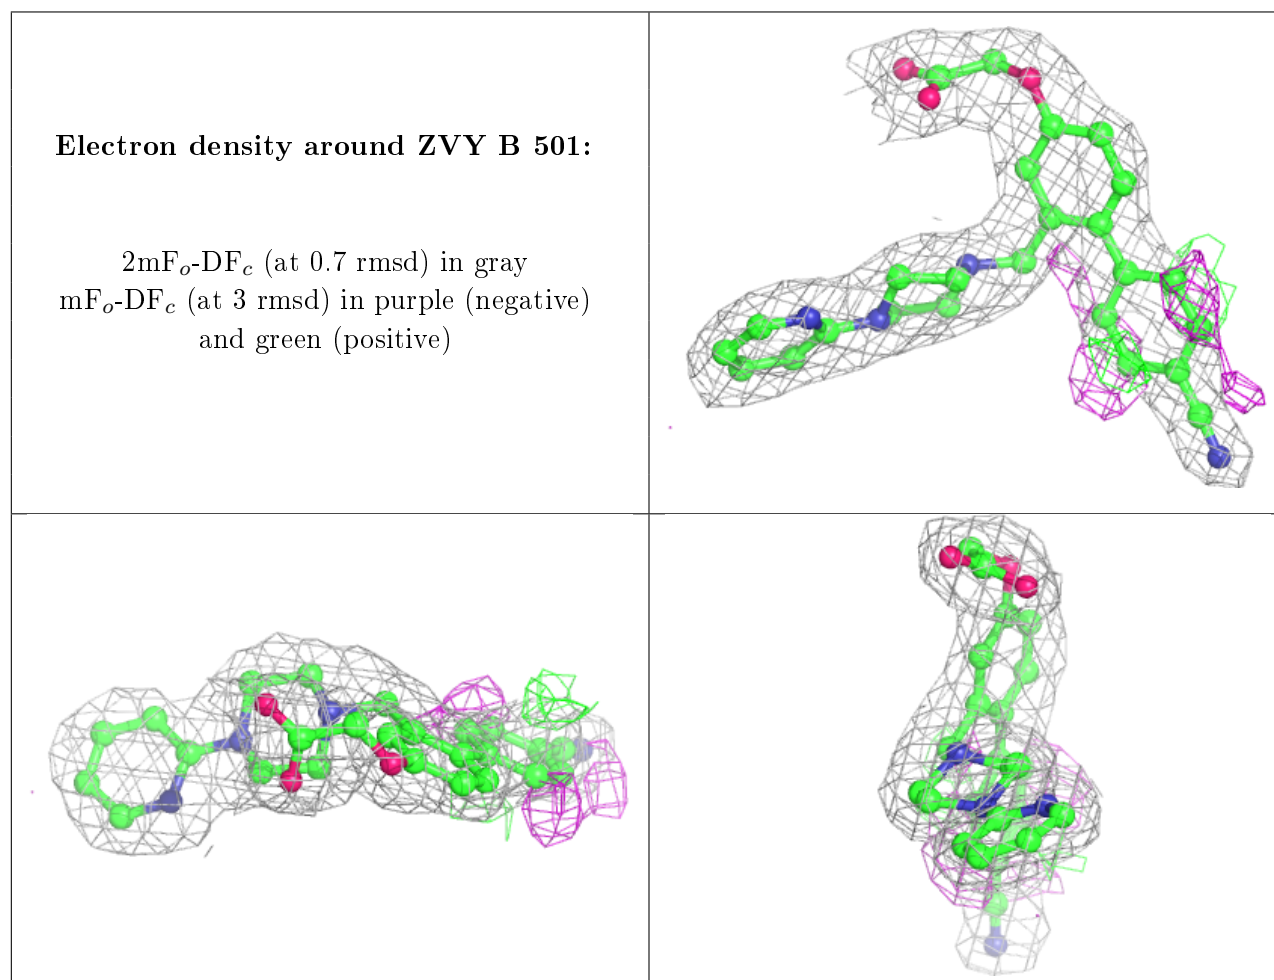 Electron density around ZVY B 501:
2mFₒ-DF𝒸 (at 0.7 rmsd) in gray
mFₒ-DF𝒸 (at 3 rmsd) in purple (negative)
and green (positive)